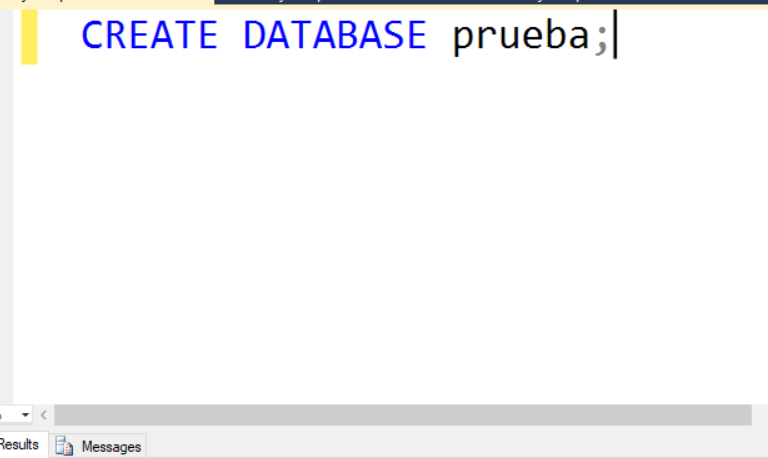 CREATE DATABASE prueba;
Results
Messages